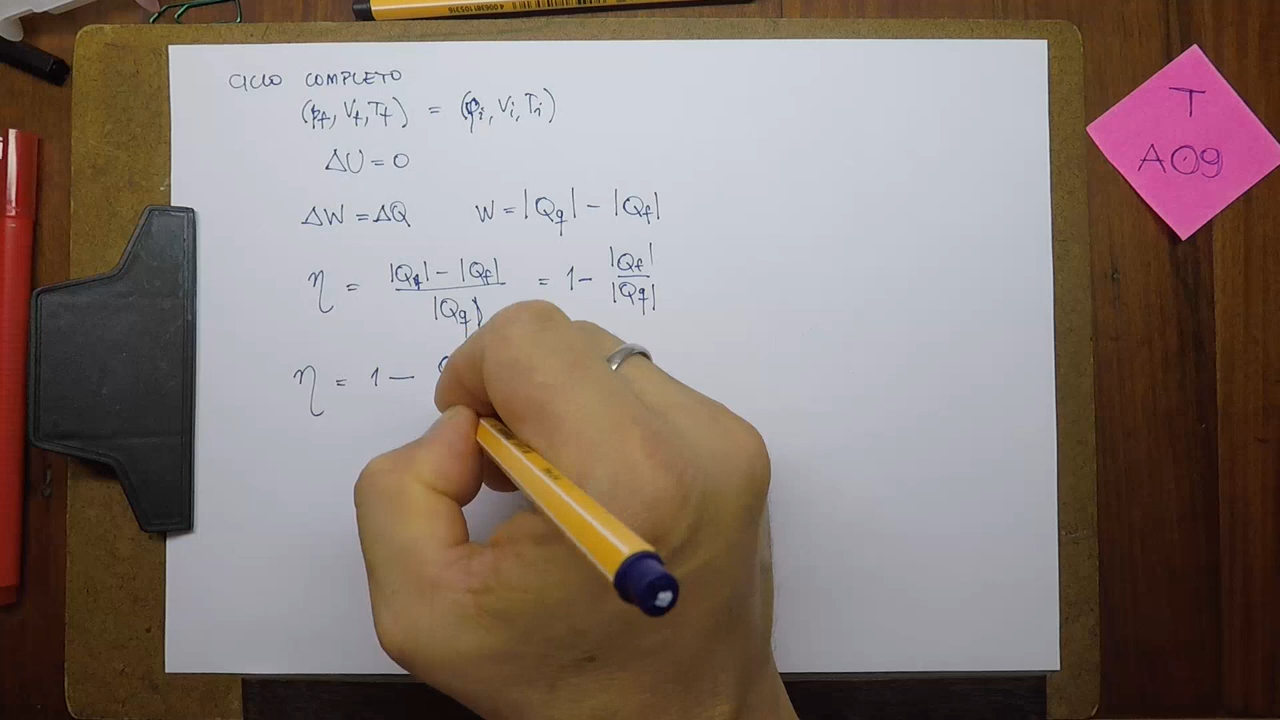 4006381105316
CICLO COMPLETO
(pf, Vf, Tf) = (pi, Vi, Ti)
ΔU = 0
ΔW = ΔQ W = |Qq| − |Qf|
η = |Qq| − |Qf| / |Qq| = 1 − |Qf| / |Qq|
η = 1 −
T
A09